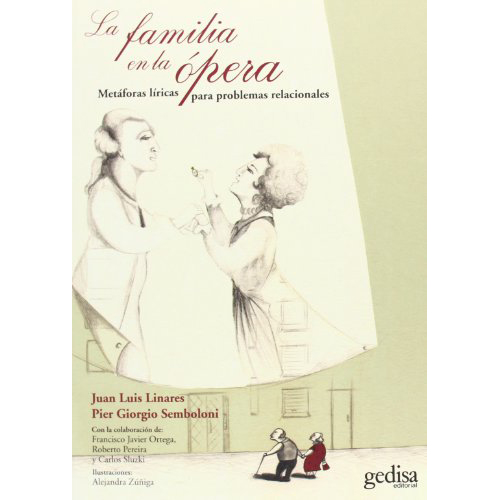 La familia
en la ópera
Metáforas líricas para problemas relacionales
Juan Luis Linares
Pier Giorgio Semboloni
Con la colaboración de:
Francisco Javier Ortega,
Roberto Pereira
y Carlos Sluzki
Ilustraciones:
Alejandra Zúñiga
gedisa
editorial